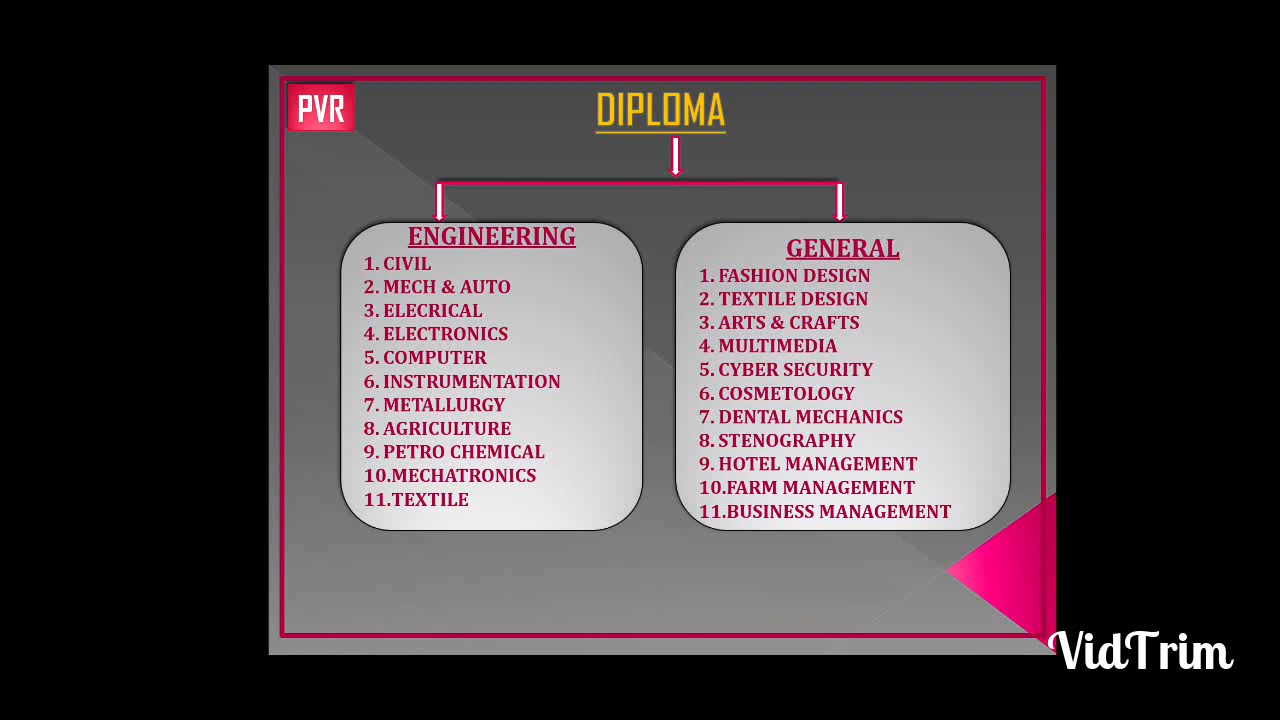 PVR
DIPLOMA
ENGINEERING
1. CIVIL
2. MECH & AUTO
3. ELECRICAL
4. ELECTRONICS
5. COMPUTER
6. INSTRUMENTATION
7. METALLURGY
8. AGRICULTURE
9. PETRO CHEMICAL
10.MECHATRONICS
11.TEXTILE
GENERAL
1. FASHION DESIGN
2. TEXTILE DESIGN
3. ARTS & CRAFTS
4. MULTIMEDIA
5. CYBER SECURITY
6. COSMETOLOGY
7. DENTAL MECHANICS
8. STENOGRAPHY
9. HOTEL MANAGEMENT
10.FARM MANAGEMENT
11.BUSINESS MANAGEMENT
VidTrim